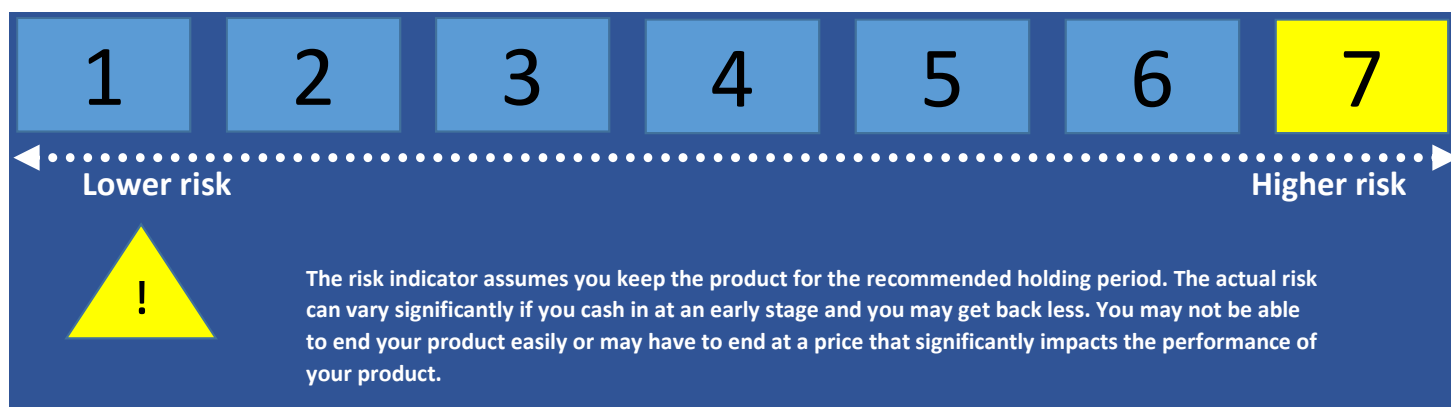 1 2 3 4 5 6 7
Lower risk Higher risk
!
The risk indicator assumes you keep the product for the recommended holding period. The actual risk
can vary significantly if you cash in at an early stage and you may get back less. You may not be able
to end your product easily or may have to end at a price that significantly impacts the performance of
your product.